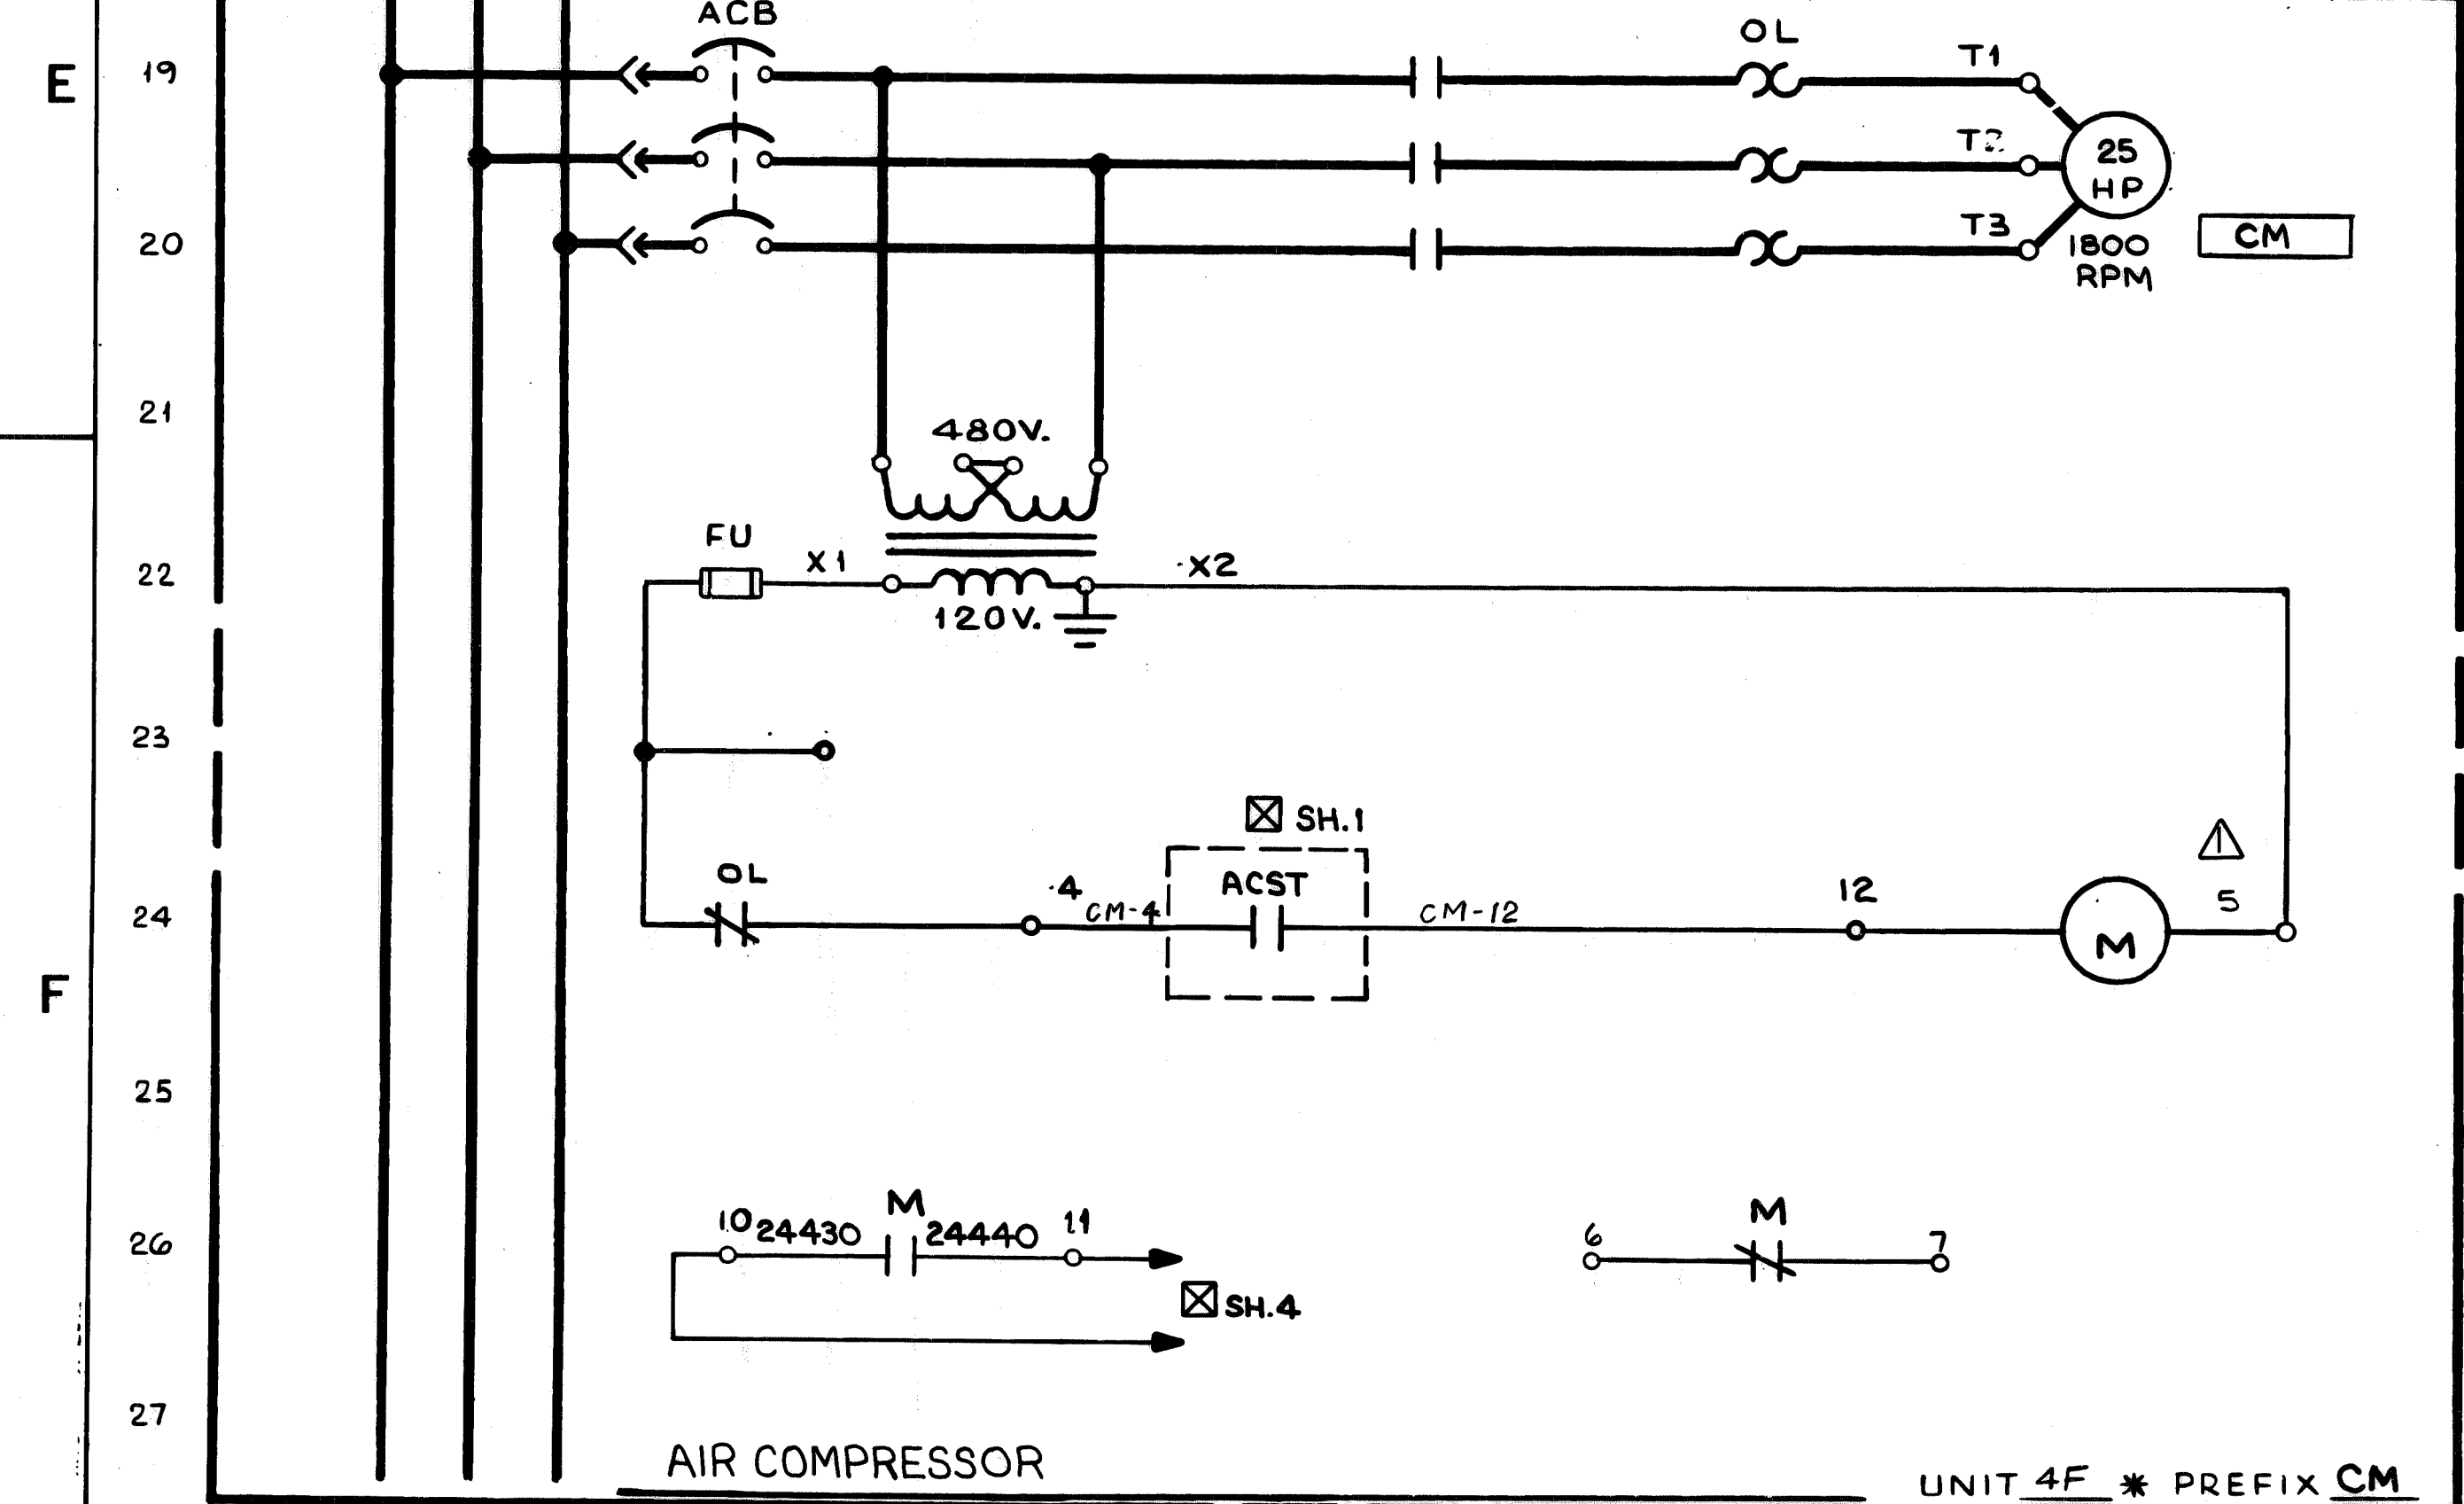 ACB
OL
E
19
T1
T2
25
HP
20
T3
1800
RPM
CM
21
480V.
FU
X1
X2
22
120V.
23
SH.1
1
OL
ACST
4
CM-4
CM-12
12
5
24
M
F
25
M
10 24430
24440 11
M
6
7
26
SH.4
27
AIR COMPRESSOR
UNIT 4F * PREFIX CM